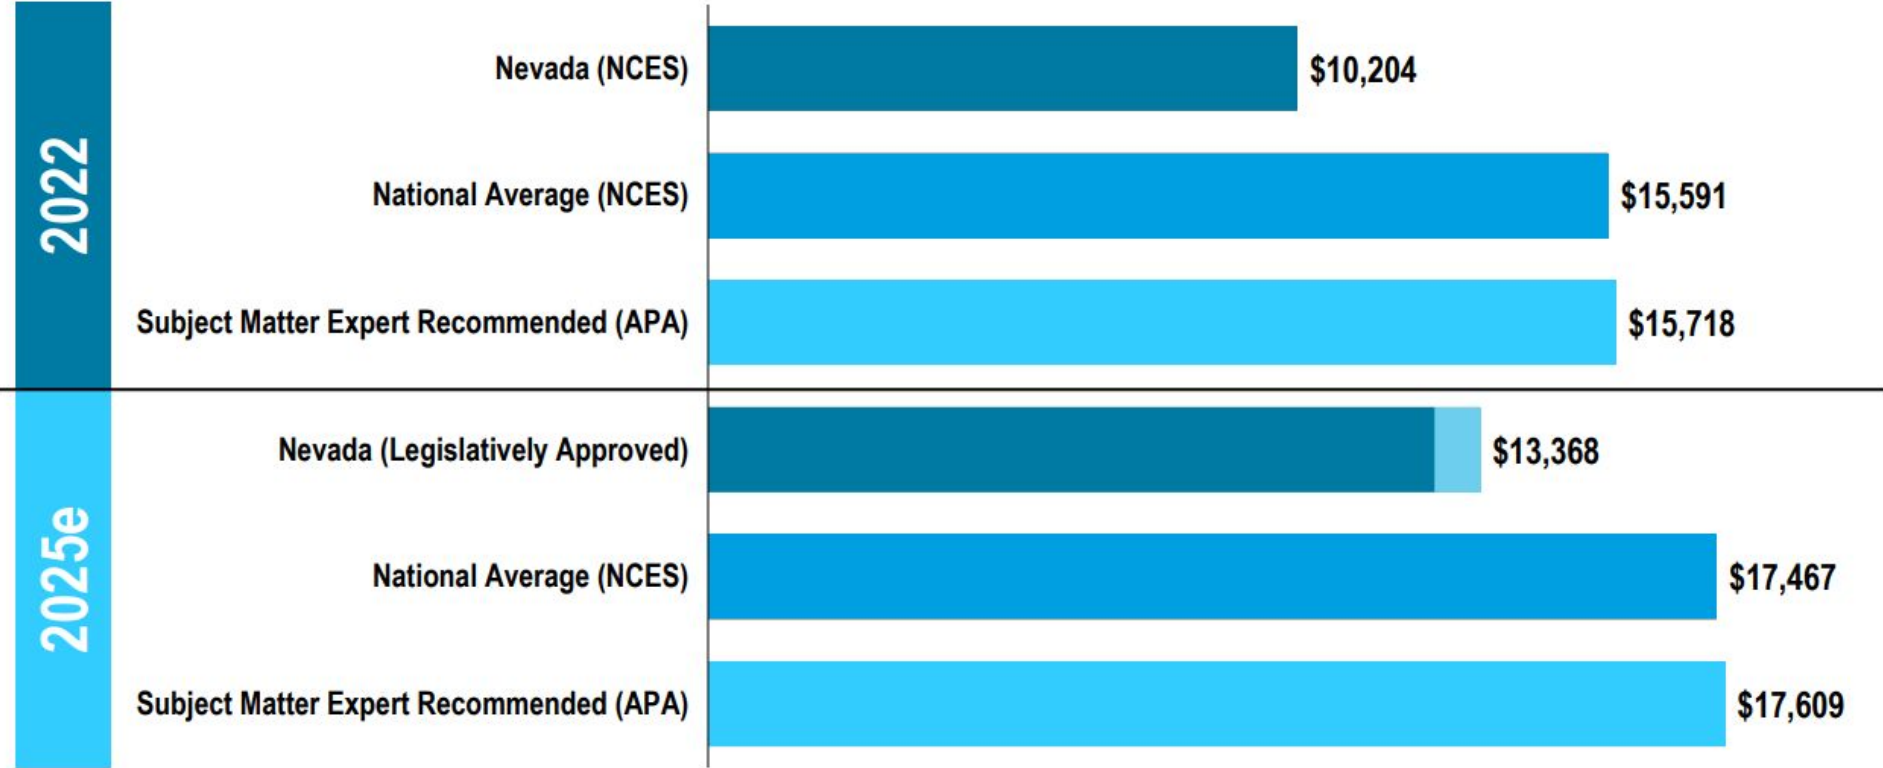 2022
Nevada (NCES) $10,204
National Average (NCES) $15,591
Subject Matter Expert Recommended (APA) $15,718
2025e
Nevada (Legislatively Approved) $13,368
National Average (NCES) $17,467
Subject Matter Expert Recommended (APA) $17,609